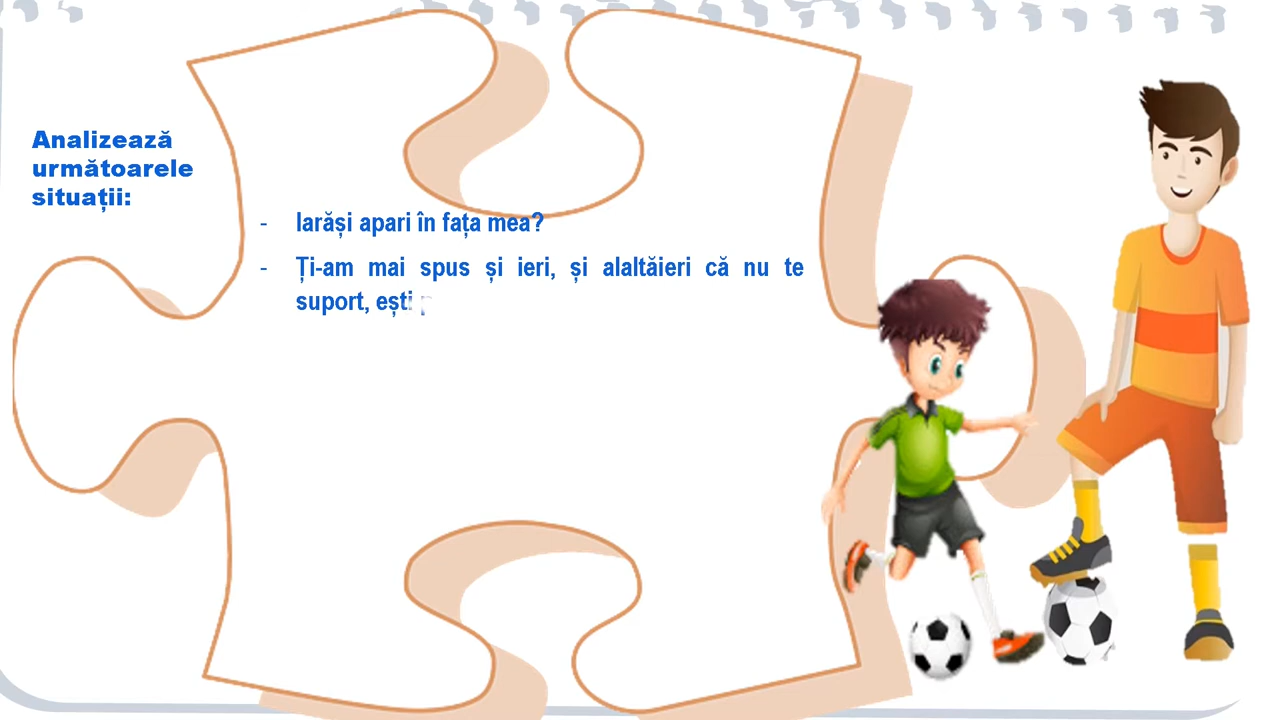 Analizează
următoarele
situații:
- Iarăși apari în fața mea?
- Ți-am mai spus și ieri, și alaltăieri că nu te
suport, ești